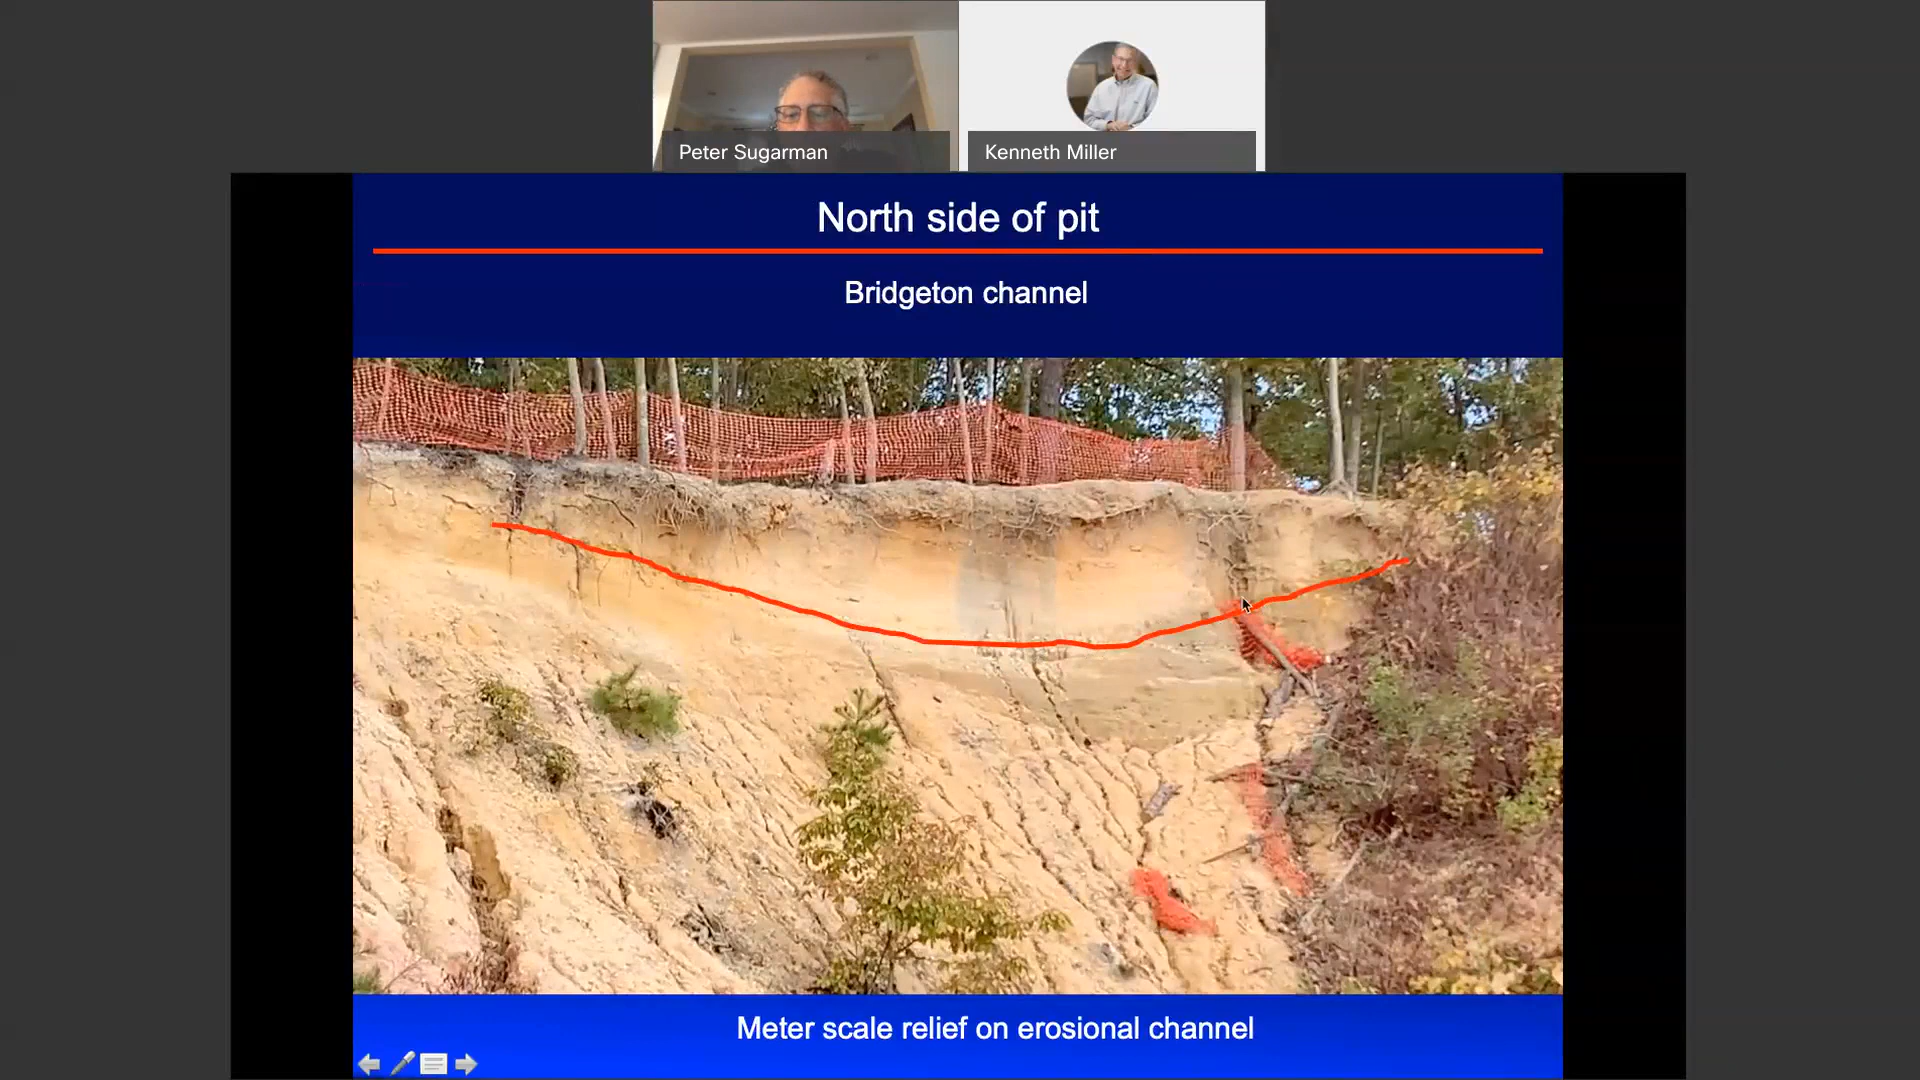 Peter Sugarman
Kenneth Miller
North side of pit
Bridgeton channel
Meter scale relief on erosional channel